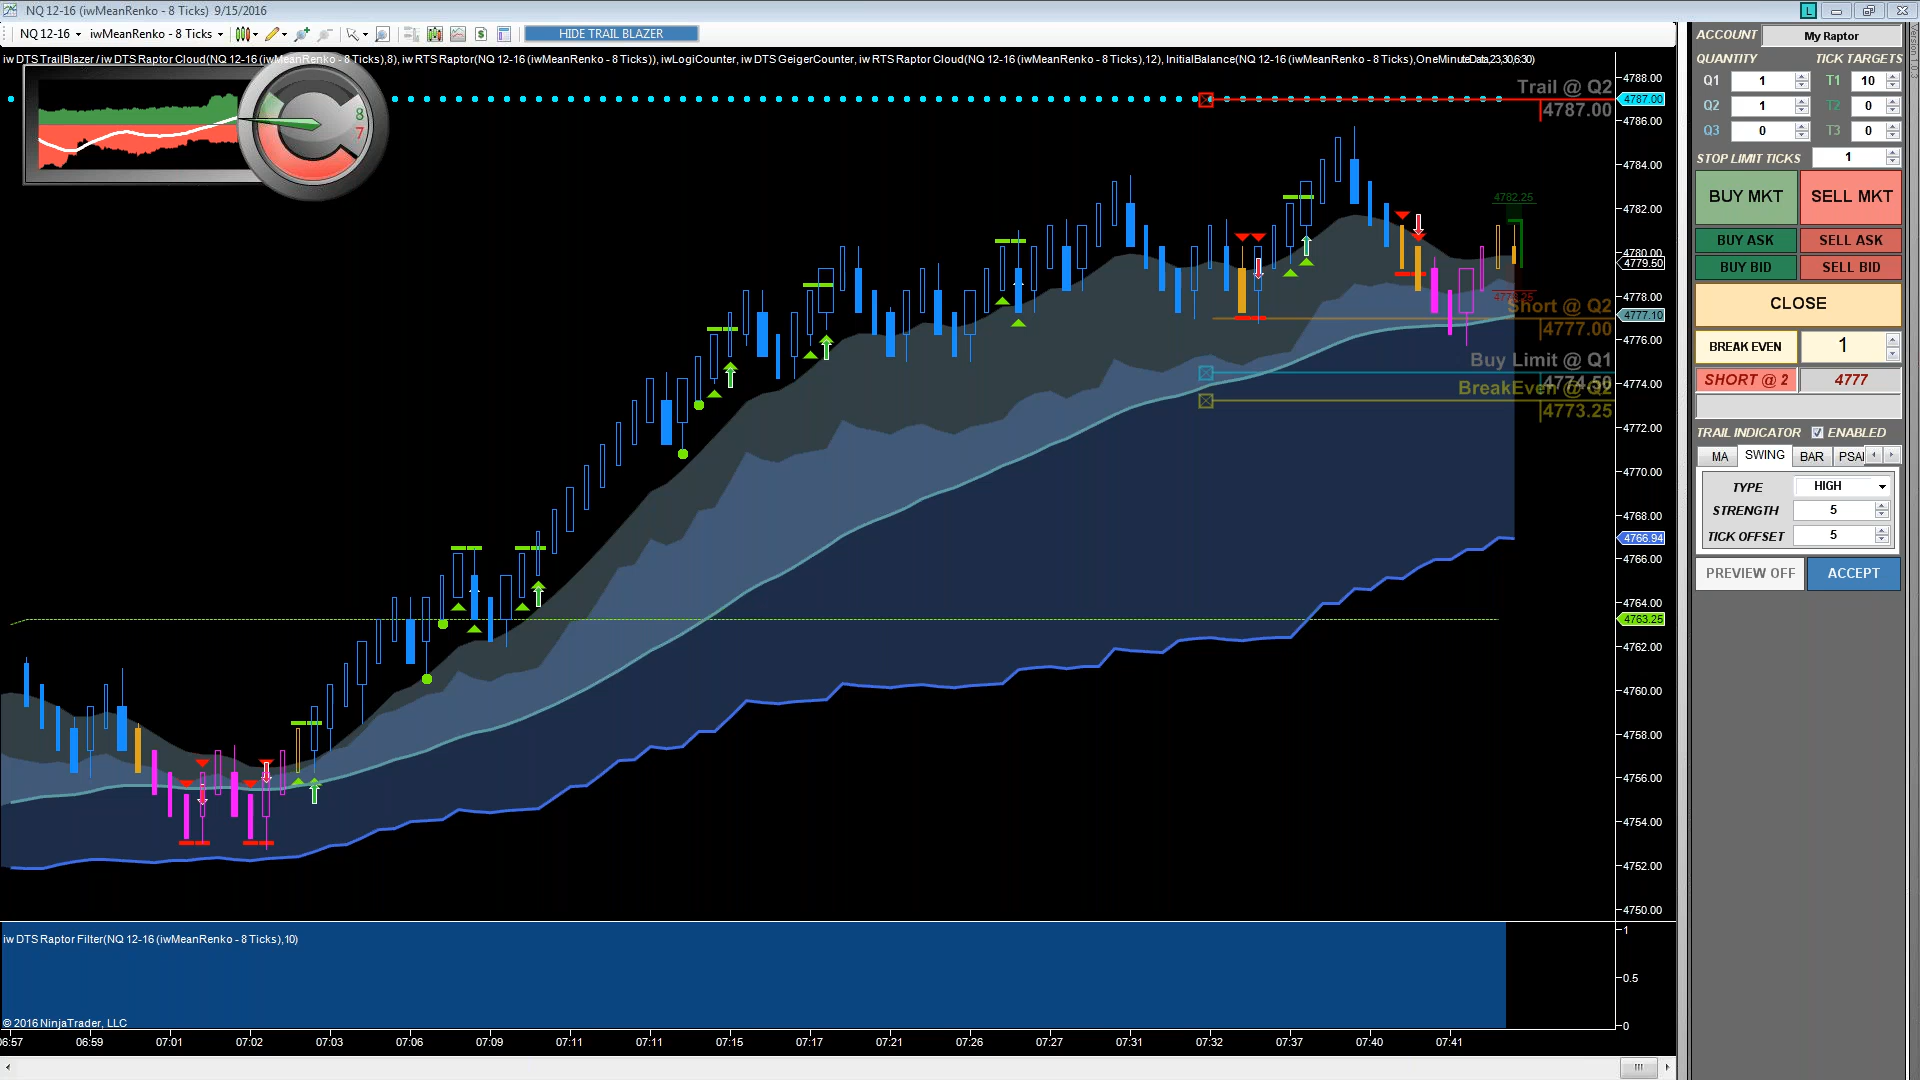 NQ 12-16 (iwMeanRenko - 8 Ticks)  9/15/2016
L
NQ 12-16
iwMeanRenko - 8 Ticks
HIDE TRAIL BLAZER
iw DTS TrailBlazer / iw DTS Raptor Cloud(NQ 12-16 (iwMeanRenko - 8 Ticks),8), iw RTS Raptor(NQ 12-16 (iwMeanRenko - 8 Ticks)), iwLogiCounter, iw DTS GeigerCounter, iw RTS Raptor Cloud(NQ 12-16 (iwMeanRenko - 8 Ticks),12), InitialBalance(NQ 12-16 (iwMeanRenko - 8 Ticks),OneMinuteData,23,30,6:30)
8
7
Trail @ Q2
4787.00
4782.25
Short @ Q2
4777.00
Buy Limit @ Q1
4774.50
BreakEven @ Q2
4773.25
4788.00
4787.00
4786.00
4784.00
4782.00
4780.00
4779.50
4778.00
4777.10
4776.00
4774.00
4772.00
4770.00
4768.00
4766.94
4766.00
4764.00
4763.25
4762.00
4760.00
4758.00
4756.00
4754.00
4752.00
4750.00
iw DTS Raptor Filter(NQ 12-16 (iwMeanRenko - 8 Ticks),10)
1
0.5
0
© 2016 NinjaTrader, LLC
06:57 06:59 07:01 07:02 07:03 07:06 07:09 07:11 07:11 07:15 07:17 07:21 07:26 07:27 07:31 07:32 07:37 07:40 07:41
Version 1.0.3
ACCOUNT My Raptor
QUANTITY TICK TARGETS
Q1 1 T1 10
Q2 1 T2 0
Q3 0 T3 0
STOP LIMIT TICKS 1
BUY MKT SELL MKT
BUY ASK SELL ASK
BUY BID SELL BID
CLOSE
BREAK EVEN 1
SHORT @ 2 4777
TRAIL INDICATOR ENABLED
MA SWING BAR PSAI
TYPE HIGH
STRENGTH 5
TICK OFFSET 5
PREVIEW OFF ACCEPT